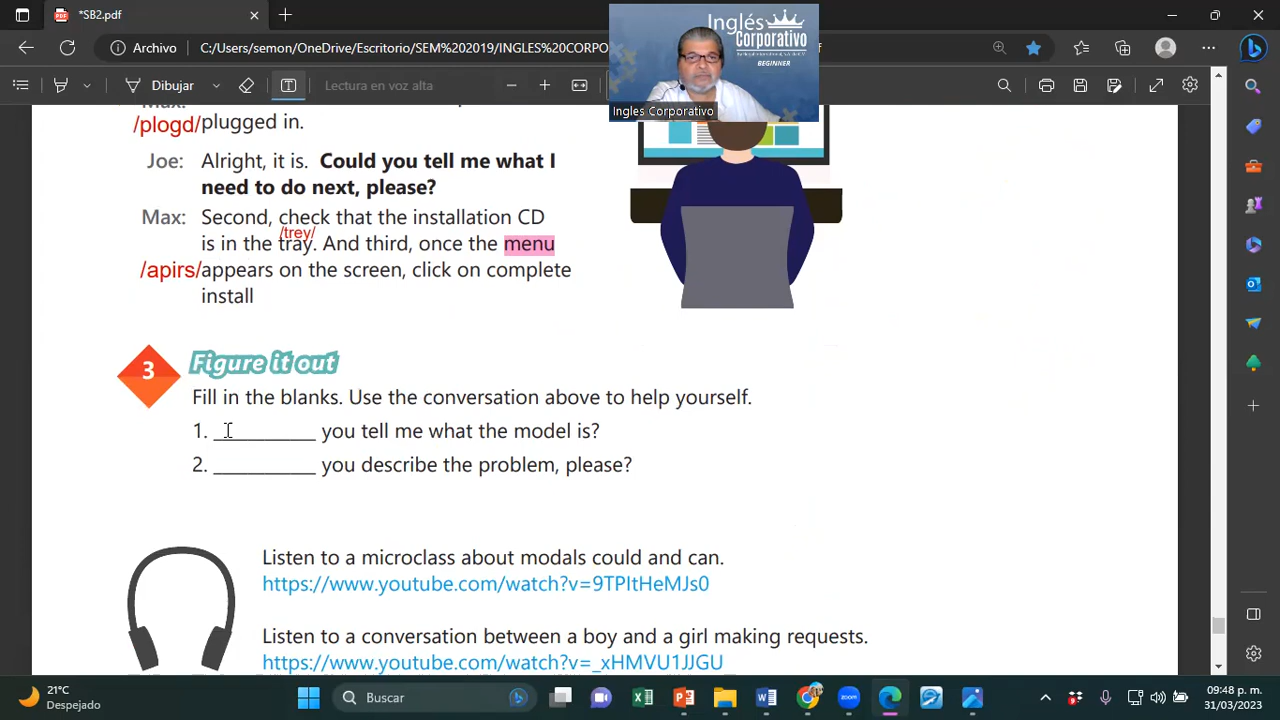 *SB2.pdf
Archivo
C:/Users/semon/OneDrive/Escritorio/SEM%202019/INGLES%20CORPO
Dibujar
Lectura en voz alta
Inglés
Corporativo
BEGINNER
Ingles Corporativo
/plogd/ plugged in.
Joe: Alright, it is. Could you tell me what I
need to do next, please?
Max: Second, check that the installation CD
/trey/
is in the tray. And third, once the menu
/apirs/ appears on the screen, click on complete
install
3
Figure it out
Fill in the blanks. Use the conversation above to help yourself.
1. __________ you tell me what the model is?
2. __________ you describe the problem, please?
Listen to a microclass about modals could and can.
https://www.youtube.com/watch?v=9TPItHeMJs0
Listen to a conversation between a boy and a girl making requests.
https://www.youtube.com/watch?v=_xHMVU1JJGU
21°C
Despejado
Buscar
09:48 p. m.
31/03/2023